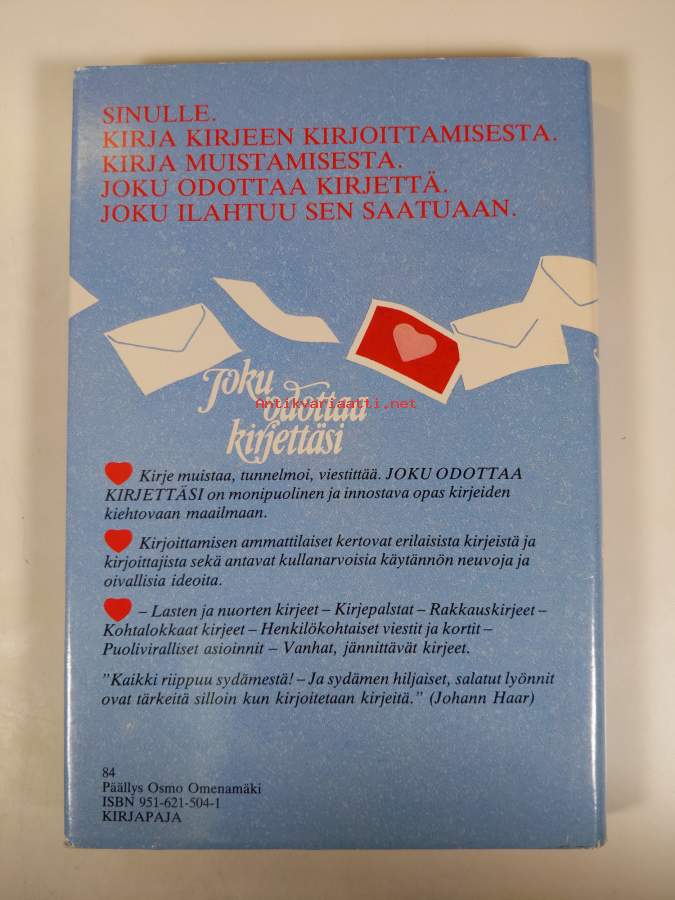 SINULLE.
KIRJA KIRJEEN KIRJOITTAMISESTA.
KIRJA MUISTAMISESTA.
JOKU ODOTTAA KIRJETTÄ.
JOKU ILAHTUU SEN SAATUAAN.
Joku
odottaa
Antikvariaatti.net
kirjettäsi
Kirje muistaa, tunnelmoi, viestittää. JOKU ODOTTAA
KIRJETTÄSI on monipuolinen ja innostava opas kirjeiden
kiehtovaan maailmaan.
Kirjoittamisen ammattilaiset kertovat erilaisista kirjeistä ja
kirjoittajista sekä antavat kullanarvoisia käytännön neuvoja ja
oivallisia ideoita.
– Lasten ja nuorten kirjeet – Kirjepalstat – Rakkauskirjeet –
Kohtalokkaat kirjeet – Henkilökohtaiset viestit ja kortit –
Puoliviralliset asioinnit – Vanhat, jännittävät kirjeet.
”Kaikki riippuu sydämestä! – Ja sydämen hiljaiset, salatut lyönnit
ovat tärkeitä silloin kun kirjoitetaan kirjeitä.” (Johann Haar)
84
Päällys Osmo Omenamäki
ISBN 951-621-504-1
KIRJAPAJA